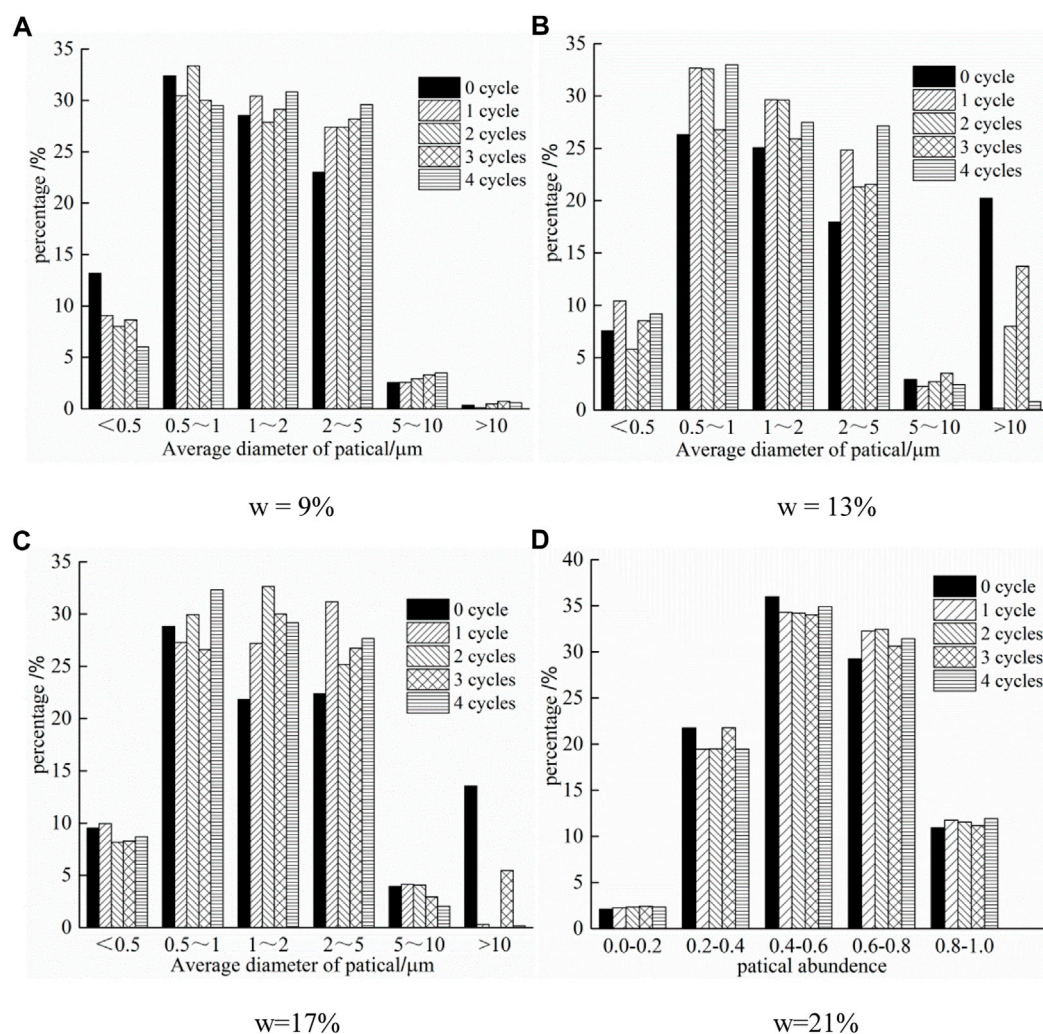 A
35
30
25
20
15
10
5
0
percentage /%
0 cycle
1 cycle
2 cycles
3 cycles
4 cycles
<0.5 0.5~1 1~2 2~5 5~10 >10
Average diameter of patical/μm
w = 9%
B
35
30
25
20
15
10
5
0
percentage /%
0 cycle
1 cycle
2 cycles
3 cycles
4 cycles
<0.5 0.5~1 1~2 2~5 5~10 >10
Average diameter of patical/μm
w = 13%
C
35
30
25
20
15
10
5
0
percentage /%
0 cycle
1 cycle
2 cycles
3 cycles
4 cycles
<0.5 0.5~1 1~2 2~5 5~10 >10
Average diameter of patical/μm
w=17%
D
40
35
30
25
20
15
10
5
0
percentage /%
0 cycle
1 cycle
2 cycles
3 cycles
4 cycles
0.0-0.2 0.2-0.4 0.4-0.6 0.6-0.8 0.8-1.0
patical abundence
w=21%